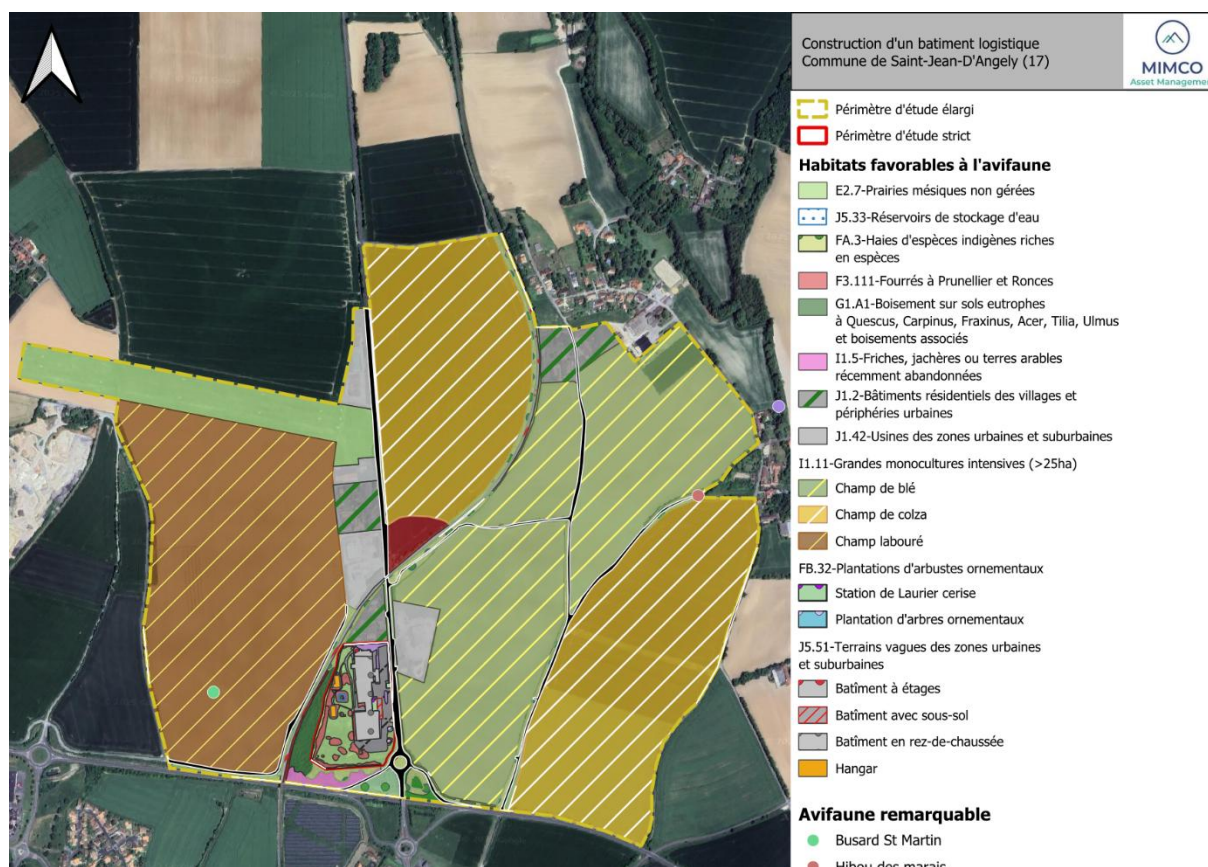 Construction d'un batiment logistique
Commune de Saint-Jean-D'Angely (17)
MIMCO
Asset Management
Périmètre d'étude élargi
Périmètre d'étude strict
Habitats favorables à l'avifaune
E2.7-Prairies mésiques non gérées
J5.33-Réservoirs de stockage d'eau
FA.3-Haies d'espèces indigènes riches
en espèces
F3.111-Fourrés à Prunellier et Ronces
G1.A1-Boisement sur sols eutrophes
à Quescus, Carpinus, Fraxinus, Acer, Tilia, Ulmus
et boisements associés
I1.5-Friches, jachères ou terres arables
récemment abandonnées
J1.2-Bâtiments résidentiels des villages et
périphéries urbaines
J1.42-Usines des zones urbaines et suburbaines
I1.11-Grandes monocultures intensives (>25ha)
Champ de blé
Champ de colza
Champ labouré
FB.32-Plantations d'arbustes ornementaux
Station de Laurier cerise
Plantation d'arbres ornementaux
J5.51-Terrains vagues des zones urbaines
et suburbaines
Batîment à étages
Batîment avec sous-sol
Batîment en rez-de-chaussée
Hangar
Avifaune remarquable
Busard St Martin
Hibou des marais